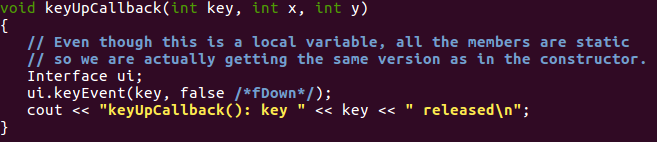 void keyUpCallback(int key, int x, int y)
{
    // Even though this is a local variable, all the members are static
    // so we are actually getting the same version as in the constructor.
    Interface ui;
    ui.keyEvent(key, false /*fDown*/);
    cout << "keyUpCallback(): key " << key << " released\n";
}